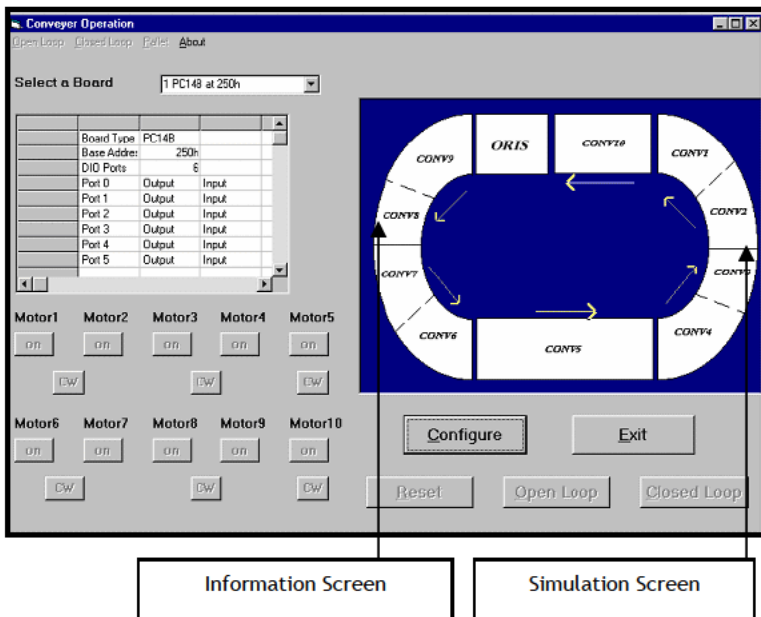 Conveyer Operation
Open Loop Closed Loop Pallet About
Select a Board 1 PC14B at 250h
Board Type PC14B
Base Addre: 250h
DIO Ports 6
Port 0 Output Input
Port 1 Output Input
Port 2 Output Input
Port 3 Output Input
Port 4 Output Input
Port 5 Output Input
CONV9 ORIS CONV10 CONV1
CONV8 CONV2
CONV7 CONV3
CONV6 CONV5 CONV4
Motor1 Motor2 Motor3 Motor4 Motor5
on on on on on
CW CW CW
Motor6 Motor7 Motor8 Motor9 Motor10
on on on on on
CW CW CW
Configure Exit
Reset Open Loop Closed Loop
Information Screen Simulation Screen